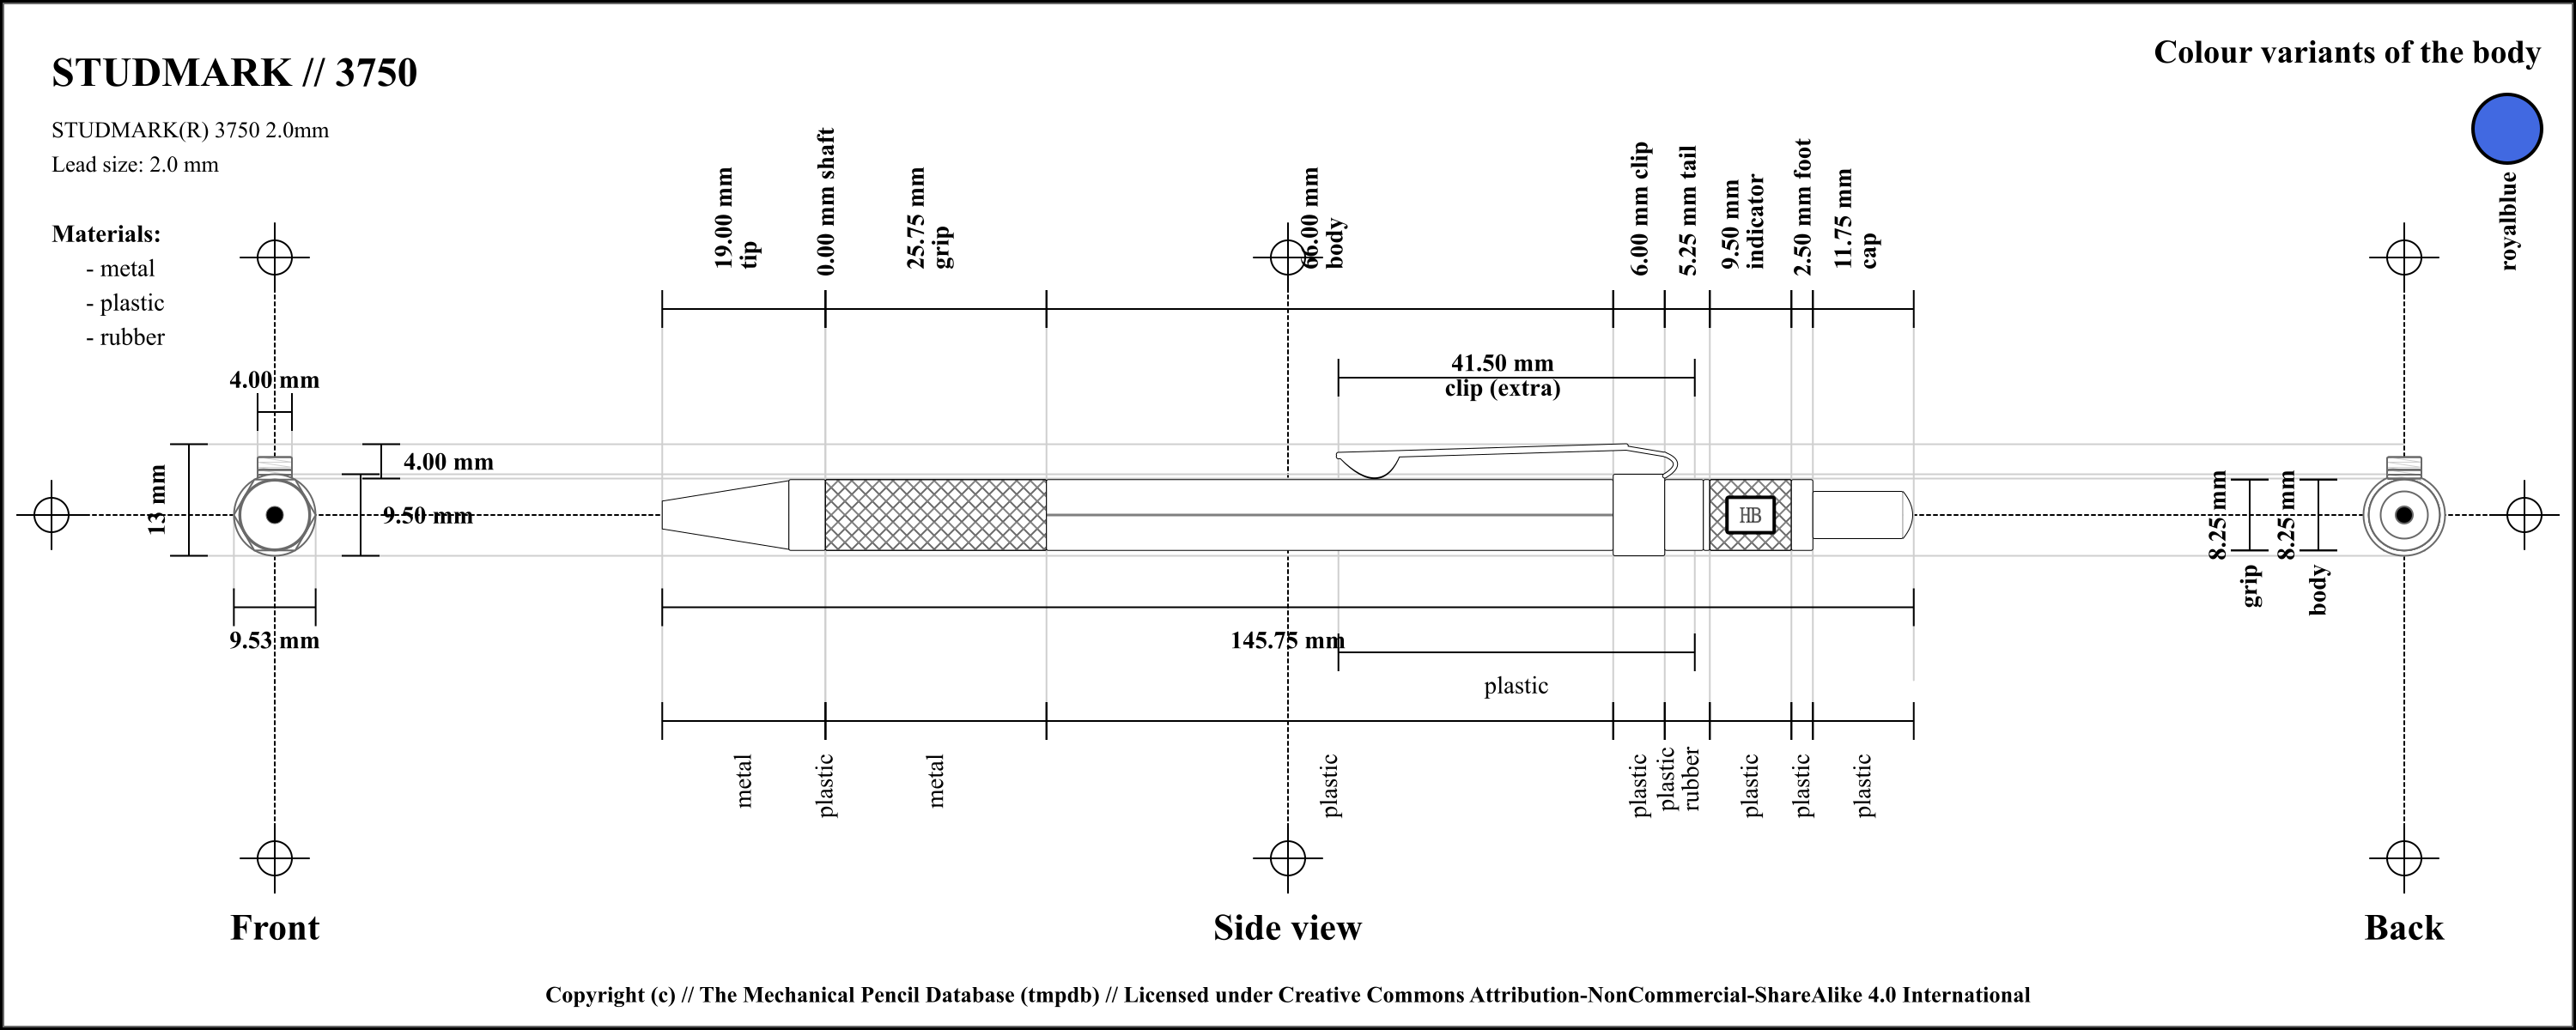 STUDMARK // 3750
Colour variants of the body
STUDMARK(R) 3750 2.0mm
Lead size: 2.0 mm
royalblue
Materials:
- metal
- plastic
- rubber
19.00 mm
tip
0.00 mm shaft
25.75 mm
grip
66.00 mm
body
6.00 mm clip
5.25 mm tail
9.50 mm
indicator
2.50 mm foot
11.75 mm
cap
41.50 mm
clip (extra)
4.00 mm
4.00 mm
13 mm
9.50 mm
HB
8.25 mm
grip
8.25 mm
body
9.53 mm
145.75 mm
plastic
metal
plastic
metal
plastic
plastic
plastic
rubber
plastic
plastic
plastic
Front
Side view
Back
Copyright (c) // The Mechanical Pencil Database (tmpdb) // Licensed under Creative Commons Attribution-NonCommercial-ShareAlike 4.0 International